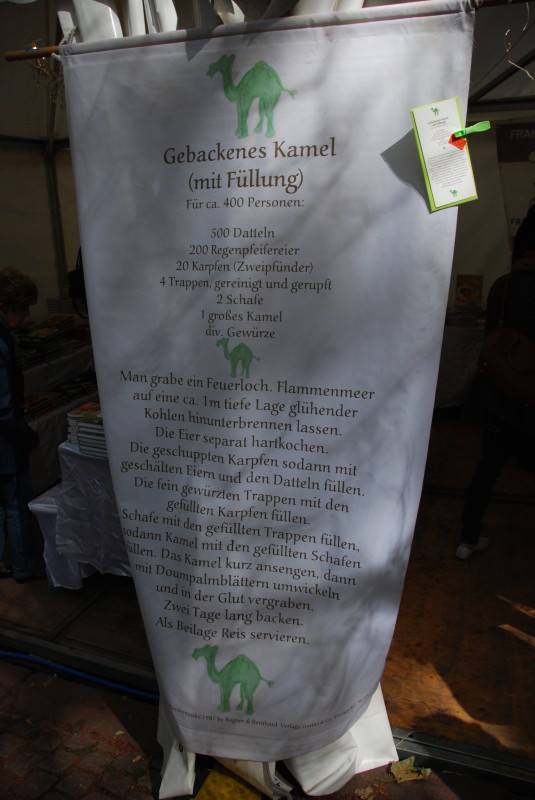 Gebackenes Kamel
(mit Füllung)
Für ca. 400 Personen:
500 Datteln
200 Regenpfeifereier
20 Karpfen (Zweipfünder)
4 Trappen, gereinigt und gerupft
2 Schafe
1 großes Kamel
div. Gewürze
Man grabe ein Feuerloch. Flammenmeer
auf eine ca. 1m tiefe Lage glühender
Kohlen hinunterbrennen lassen.
Die Eier separat hartkochen.
Die geschuppten Karpfen sodann mit
geschälten Eiern und den Datteln füllen.
Die fein gewürzten Trappen mit den
gefüllten Karpfen füllen.
Schafe mit den gefüllten Trappen füllen,
sodann Kamel mit den gefüllten Schafen
füllen. Das Kamel kurz ansengen, dann
mit Doumpalmblättern umwickeln
und in der Glut vergraben.
Zwei Tage lang backen.
Als Beilage Reis servieren.
by Rogner & Bernhard Verlags
FRAN